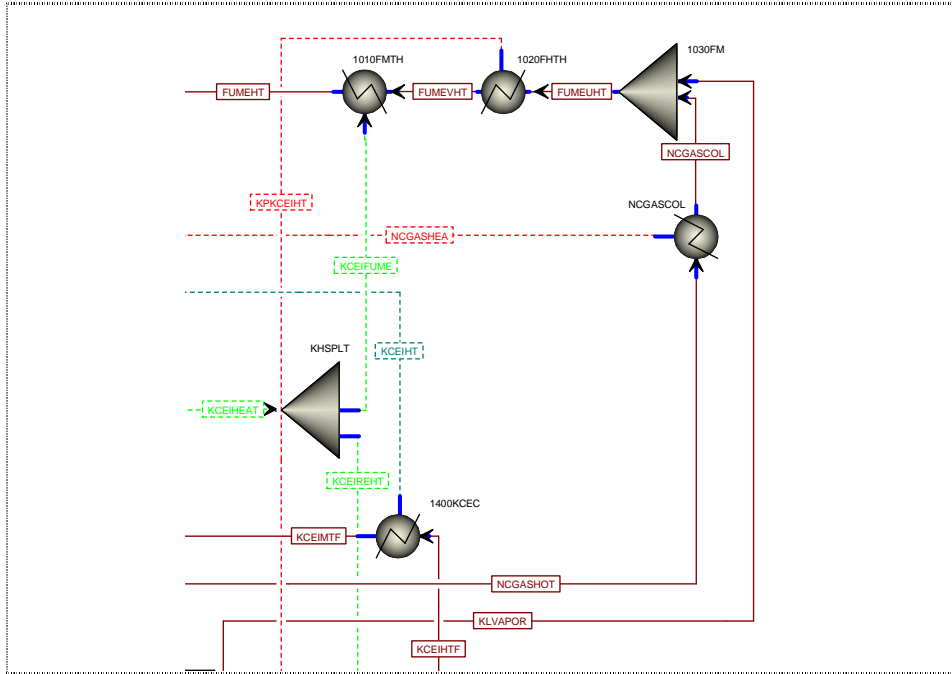 1030FM
1010FMTH
1020FHTH
FUMEHT
FUMEVHT
FUMEUHT
NCGASCOL
KPKCEIHT
NCGASCOL
NCGASHEA
KCEIFUME
KHSPLT
KCEIHT
KCEIHEAT
KCEIREHT
1400KCEC
KCEIMTF
NCGASHOT
KLVAPOR
KCEIHTF